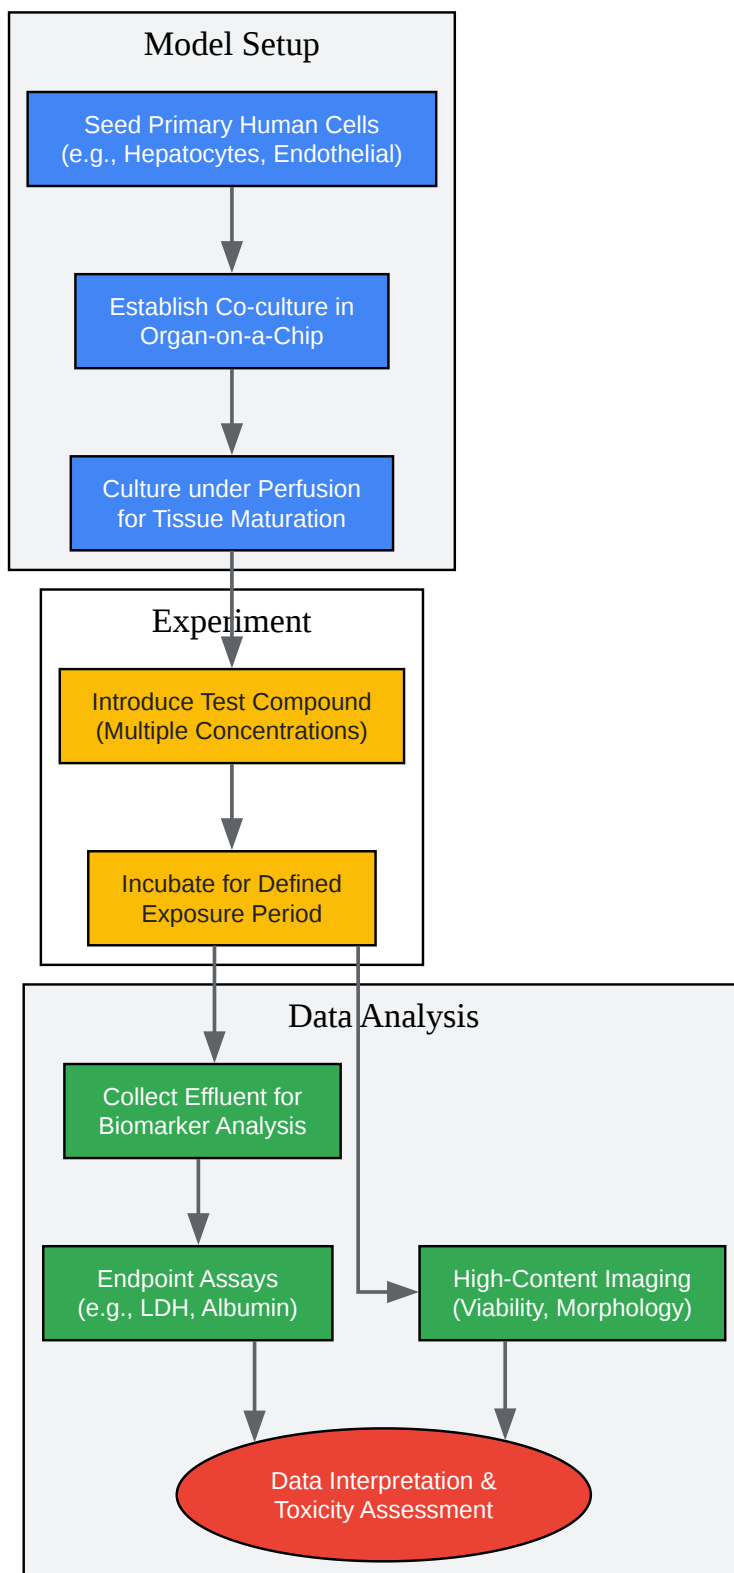 Model Setup
Seed Primary Human Cells
(e.g., Hepatocytes, Endothelial)
Establish Co-culture in
Organ-on-a-Chip
Culture under Perfusion
for Tissue Maturation
Experiment
Introduce Test Compound
(Multiple Concentrations)
Incubate for Defined
Exposure Period
Data Analysis
Collect Effluent for
Biomarker Analysis
Endpoint Assays
(e.g., LDH, Albumin)
High-Content Imaging
(Viability, Morphology)
Data Interpretation &
Toxicity Assessment